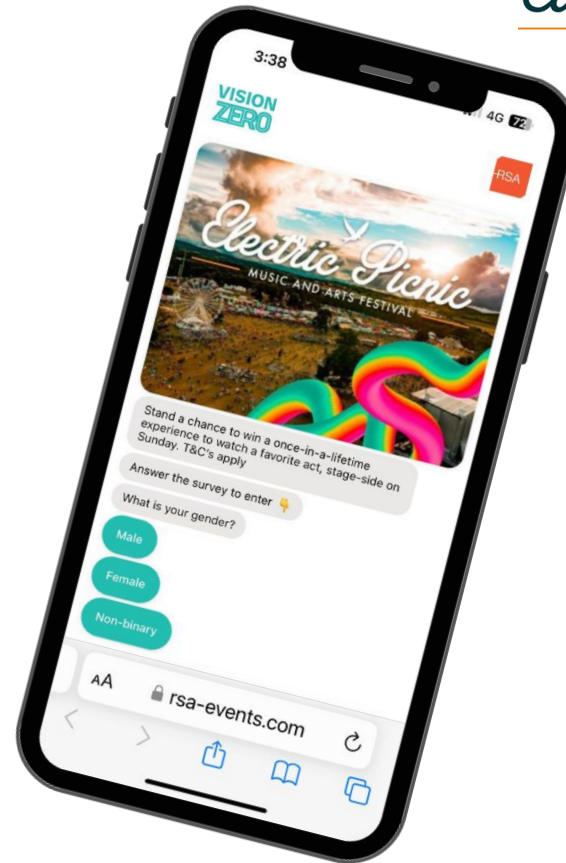 3:38
4G 72
VISION
ZERO
RSA
Electric Picnic
MUSIC AND ARTS FESTIVAL
Stand a chance to win a once-in-a-lifetime
experience to watch a favorite act, stage-side on
Sunday. T&C's apply
Answer the survey to enter 👇
What is your gender?
Male
Female
Non-binary
AA
rsa-events.com